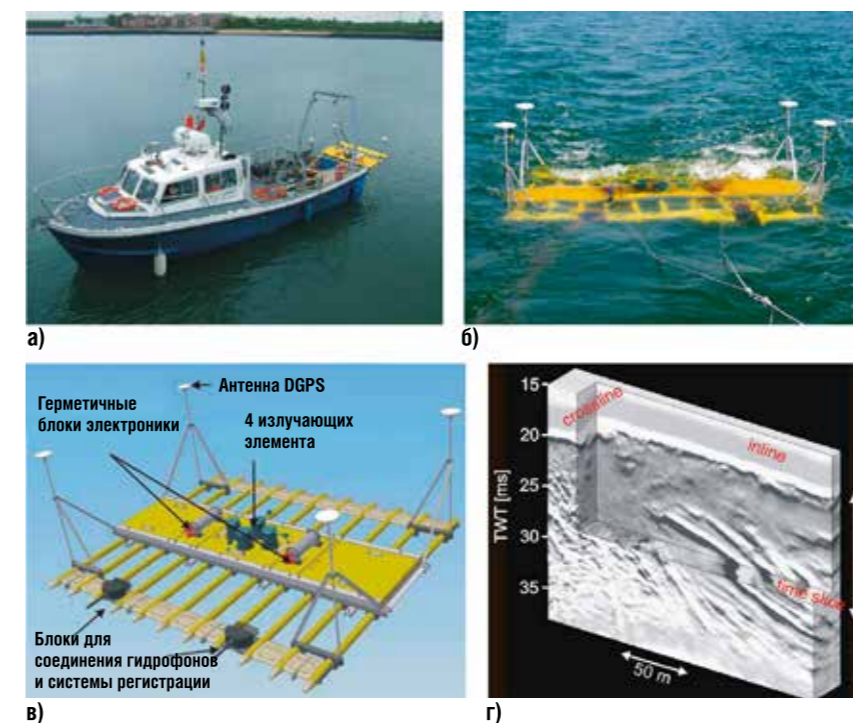 а)
б)
Антенна DGPS
Герметичные
блоки электроники
4 излучающих
элемента
Блоки для
соединения гидрофонов
и системы регистрации
в)
15
20
25
30
35
TWT [ms]
crossline
inline
time slice
50 m
г)